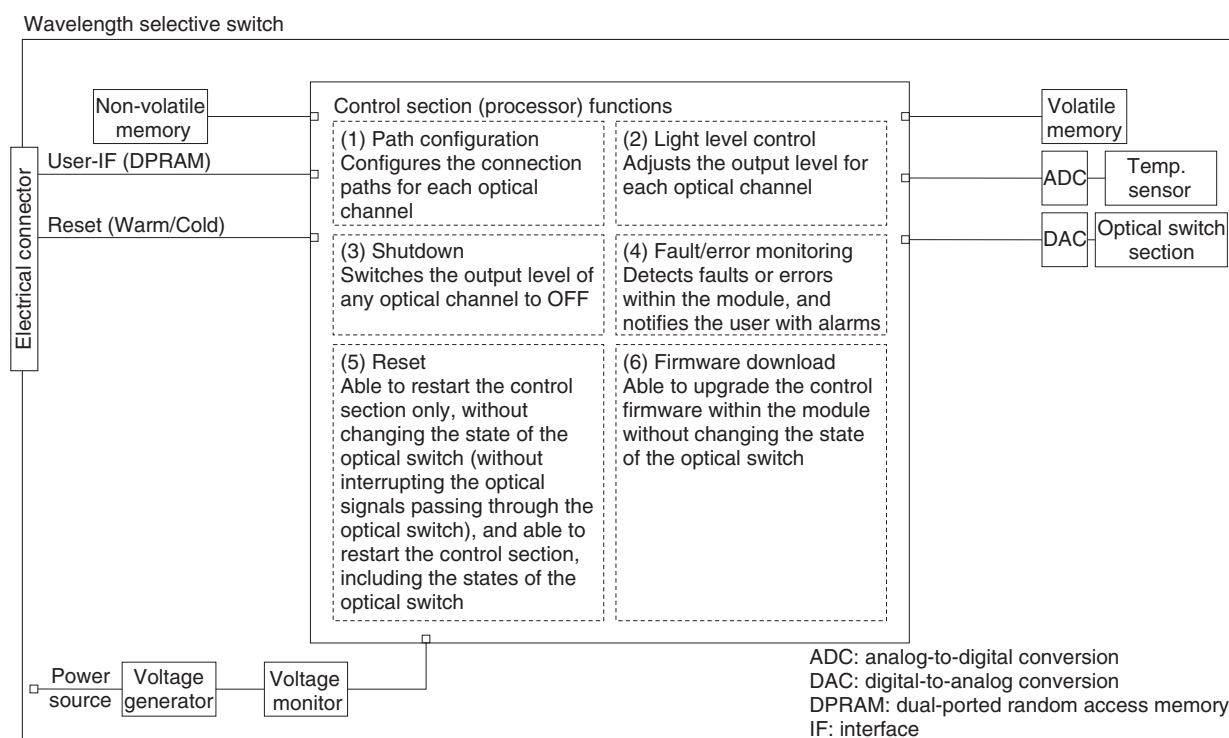 Wavelength selective switch
Non-volatile
memory
User-IF (DPRAM)
Reset (Warm/Cold)
Electrical connector
Control section (processor) functions
(1) Path configuration
Configures the connection
paths for each optical
channel
(2) Light level control
Adjusts the output level for
each optical channel
(3) Shutdown
Switches the output level of
any optical channel to OFF
(4) Fault/error monitoring
Detects faults or errors
within the module, and
notifies the user with alarms
(5) Reset
Able to restart the control
section only, without
changing the state of the
optical switch (without
interrupting the optical
signals passing through the
optical switch), and able to
restart the control section,
including the states of the
optical switch
(6) Firmware download
Able to upgrade the control
firmware within the module
without changing the state
of the optical switch
Volatile
memory
ADC
Temp.
sensor
DAC
Optical switch
section
Power
source
Voltage
generator
Voltage
monitor
ADC: analog-to-digital conversion
DAC: digital-to-analog conversion
DPRAM: dual-ported random access memory
IF: interface